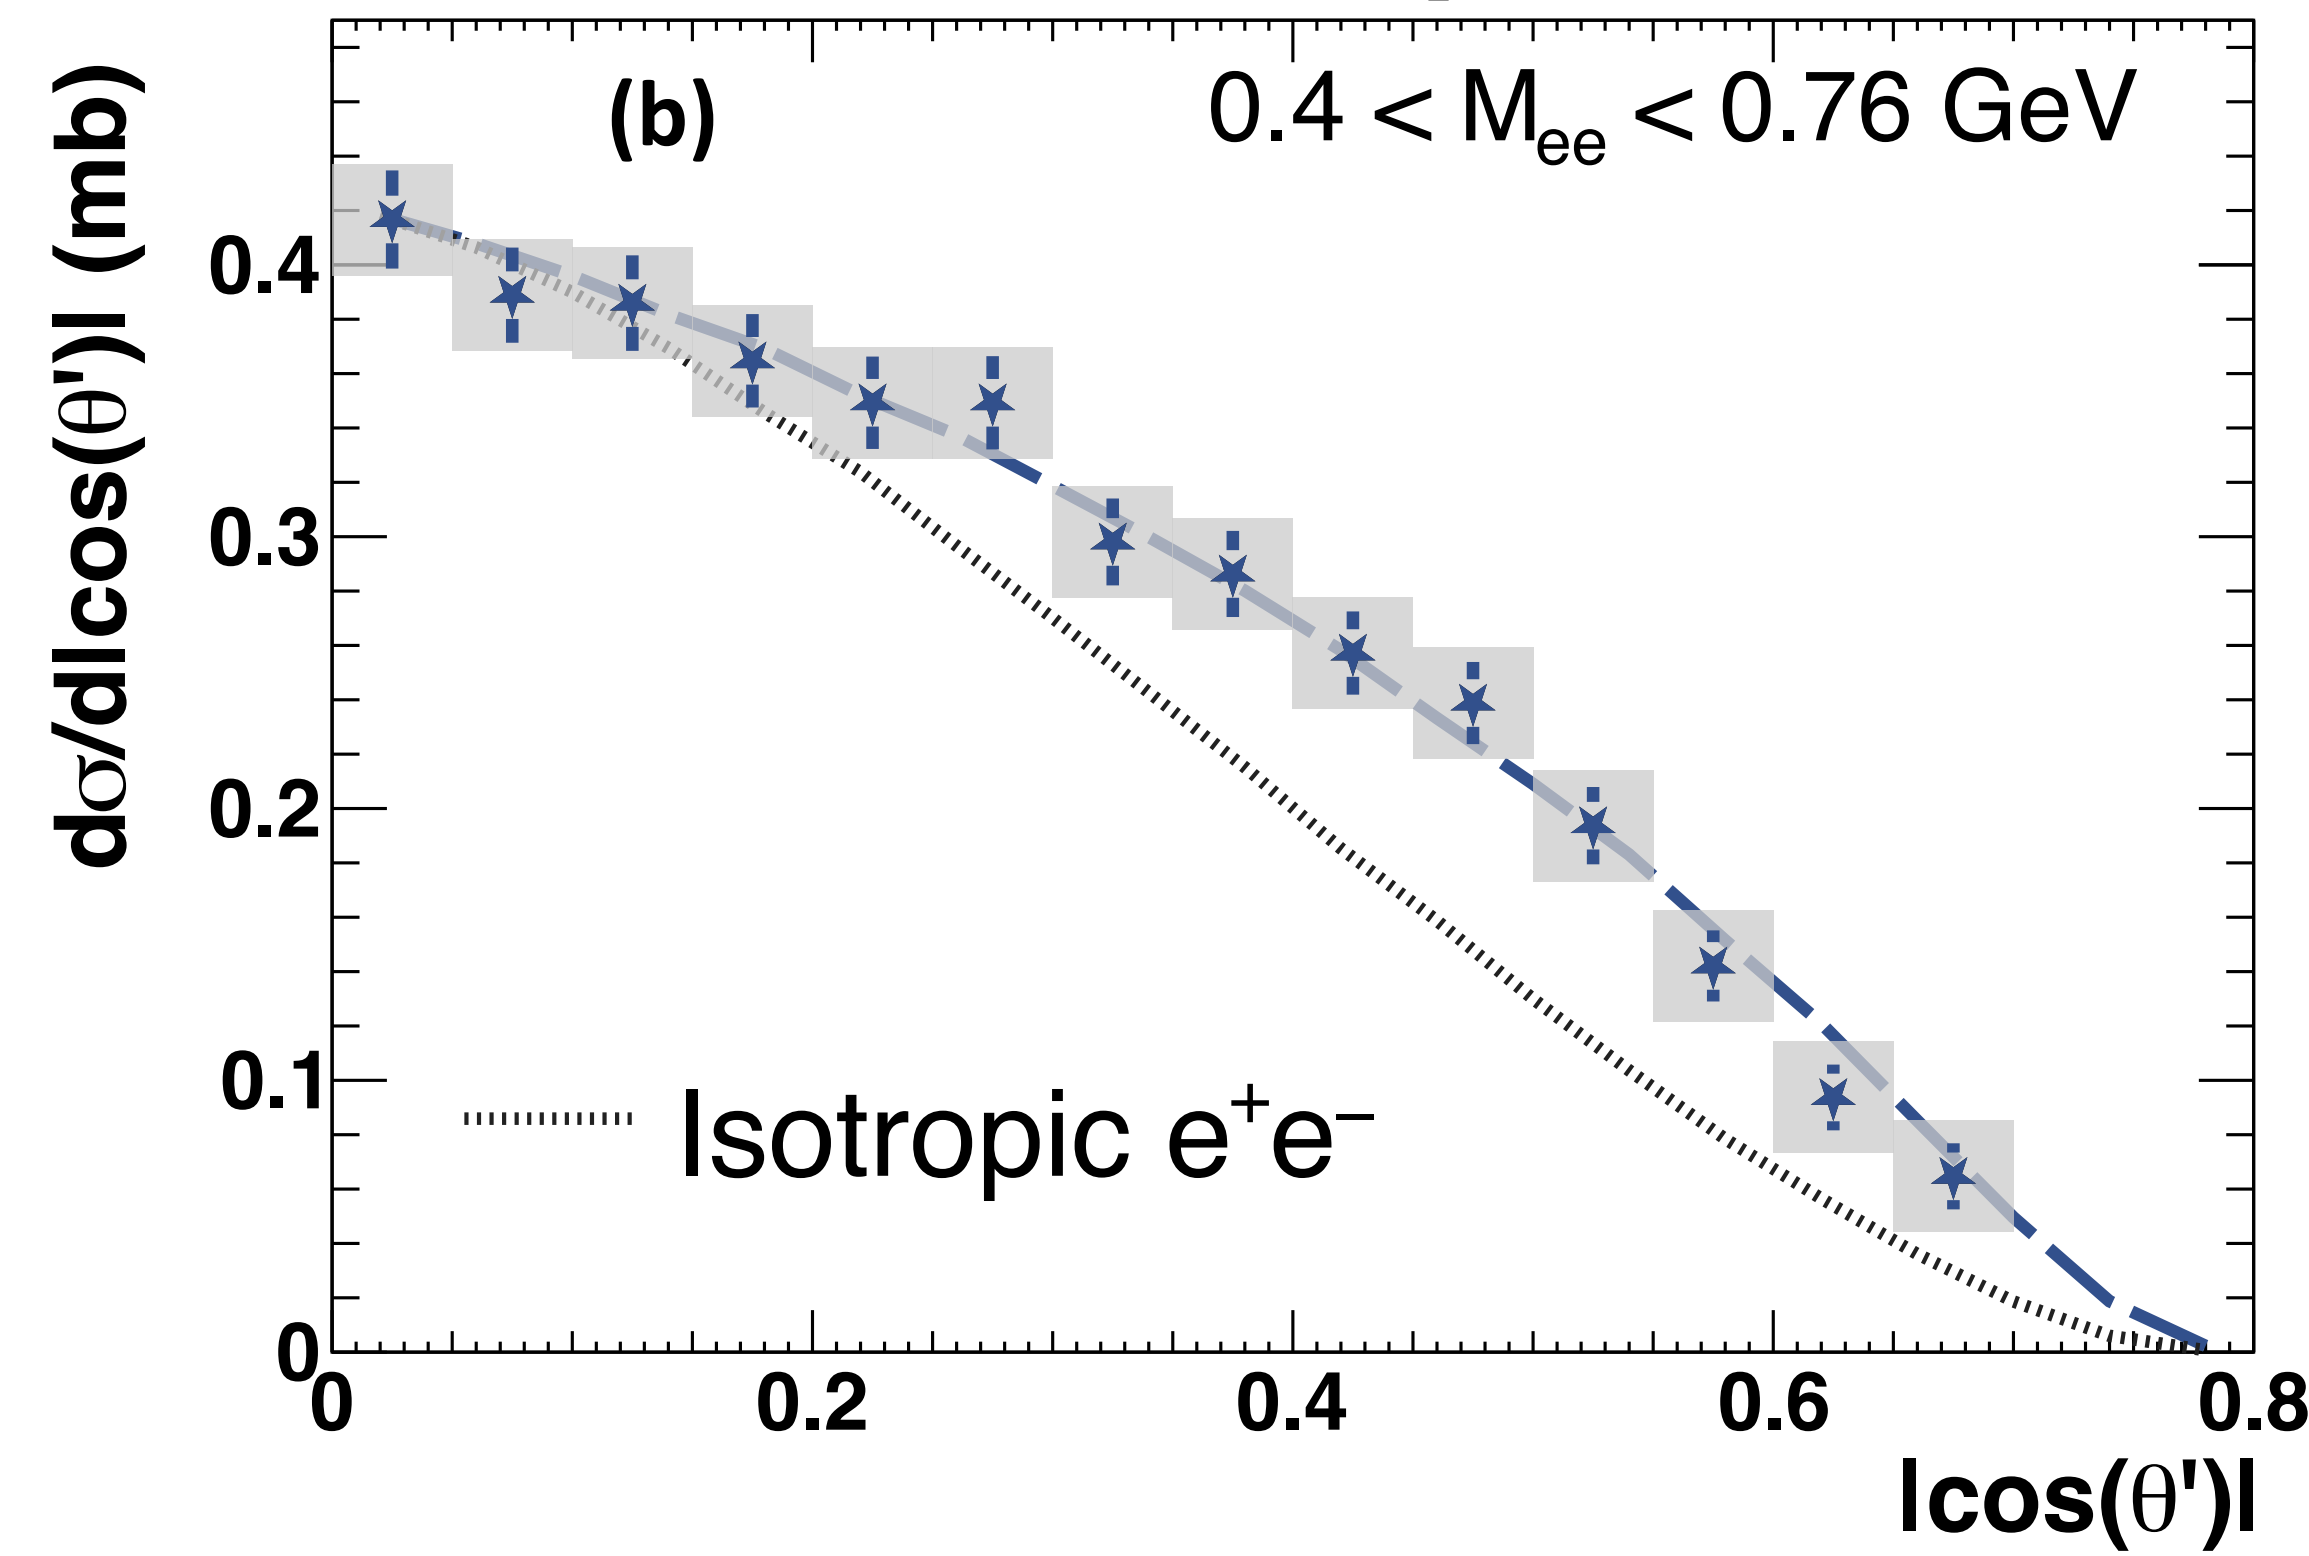 (b)
0.4 < Mee < 0.76 GeV
dσ/d|cos(θ')| (mb)
0.4
0.3
0.2
0.1
0
Isotropic e+e–
0 0.2 0.4 0.6 0.8
|cos(θ')|